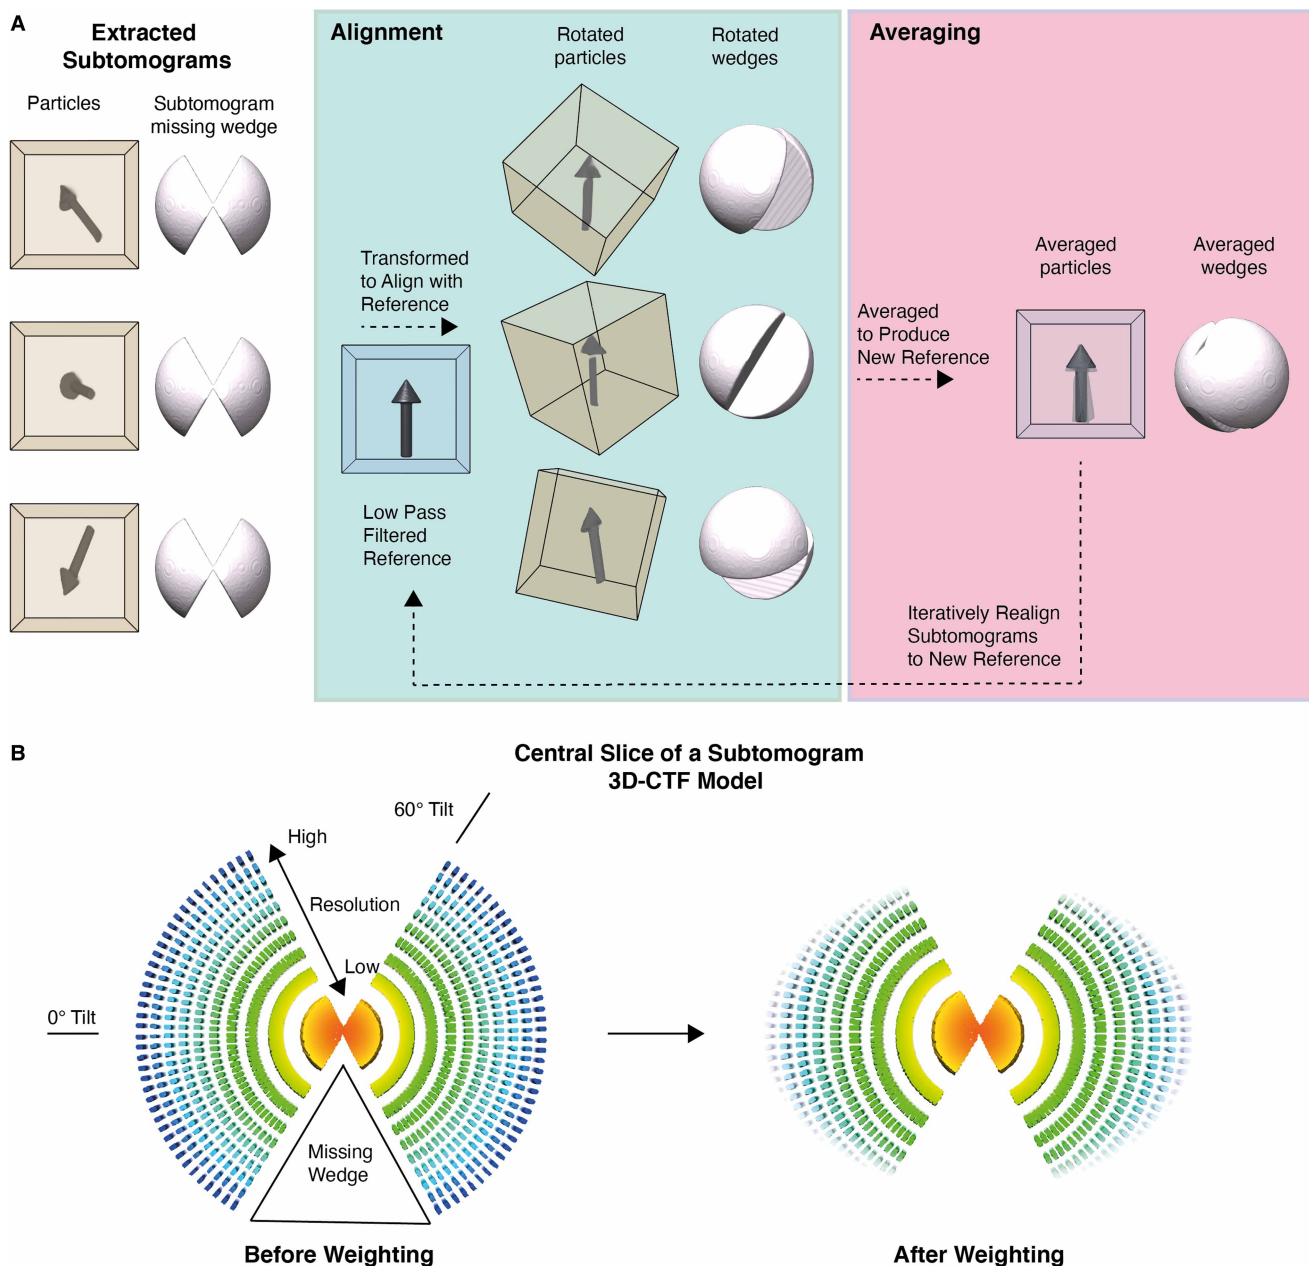 A
Extracted
Subtomograms
Particles
Subtomogram
missing wedge
Alignment
Rotated
particles
Rotated
wedges
Transformed
to Align with
Reference
Low Pass
Filtered
Reference
Averaging
Averaged
to Produce
New Reference
Averaged
particles
Averaged
wedges
Iteratively Realign
Subtomograms
to New Reference
B
Central Slice of a Subtomogram
3D-CTF Model
60° Tilt
High
Resolution
Low
0° Tilt
Missing
Wedge
Before Weighting
After Weighting